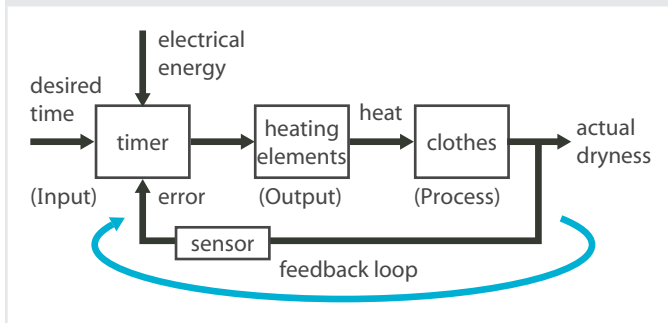 electrical
energy
desired
time
timer
heating
elements
heat
clothes
actual
dryness
(Input)
error
(Output)
(Process)
sensor
feedback loop